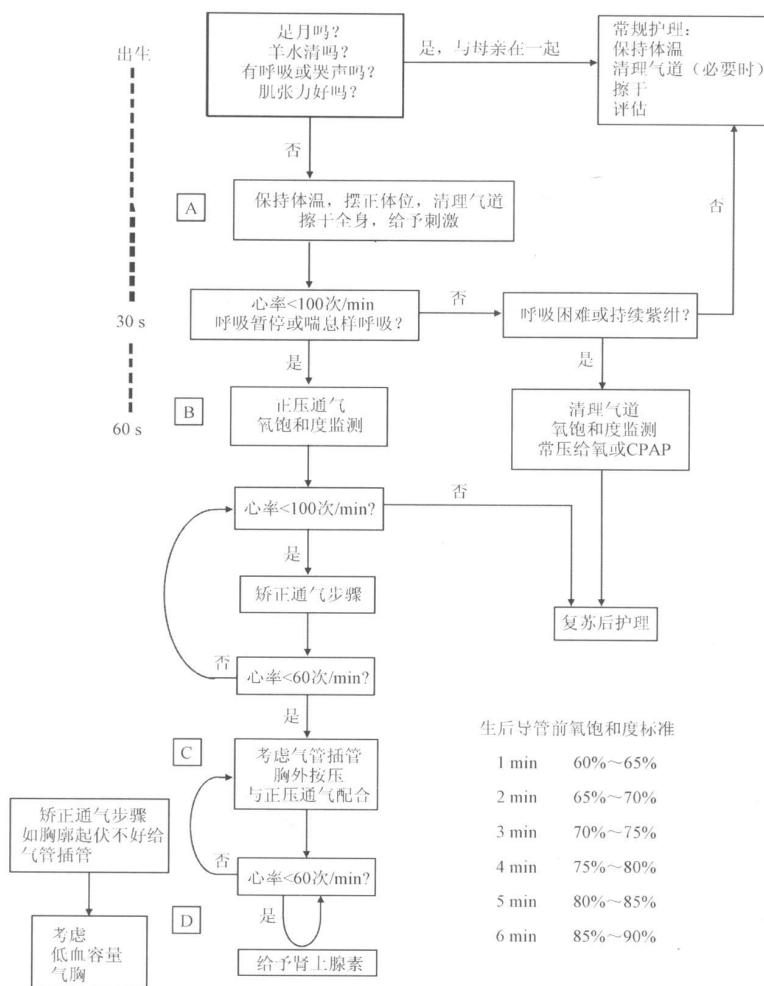 出生
足月吗？
羊水清吗？
有呼吸或哭声吗？
肌张力好吗？
是，与母亲在一起
常规护理：
保持体温
清理气道（必要时）
擦干
评估
否
A
保持体温，摆正体位，清理气道
擦干全身，给予刺激
否
30 s
心率<100次/min
呼吸暂停或喘息样呼吸？
否
呼吸困难或持续紫绀？
是
是
B
60 s
正压通气
氧饱和度监测
清理气道
氧饱和度监测
常压给氧或CPAP
心率<100次/min?
否
是
矫正通气步骤
复苏后护理
否
心率<60次/min?
是
C
考虑气管插管
胸外按压
与正压通气配合
否
心率<60次/min?
是
D
给予肾上腺素
矫正通气步骤
如胸廓起伏不好给
气管插管
考虑
低血容量
气胸
生后导管前氧饱和度标准
1 min 60%～65%
2 min 65%～70%
3 min 70%～75%
4 min 75%～80%
5 min 80%～85%
6 min 85%～90%